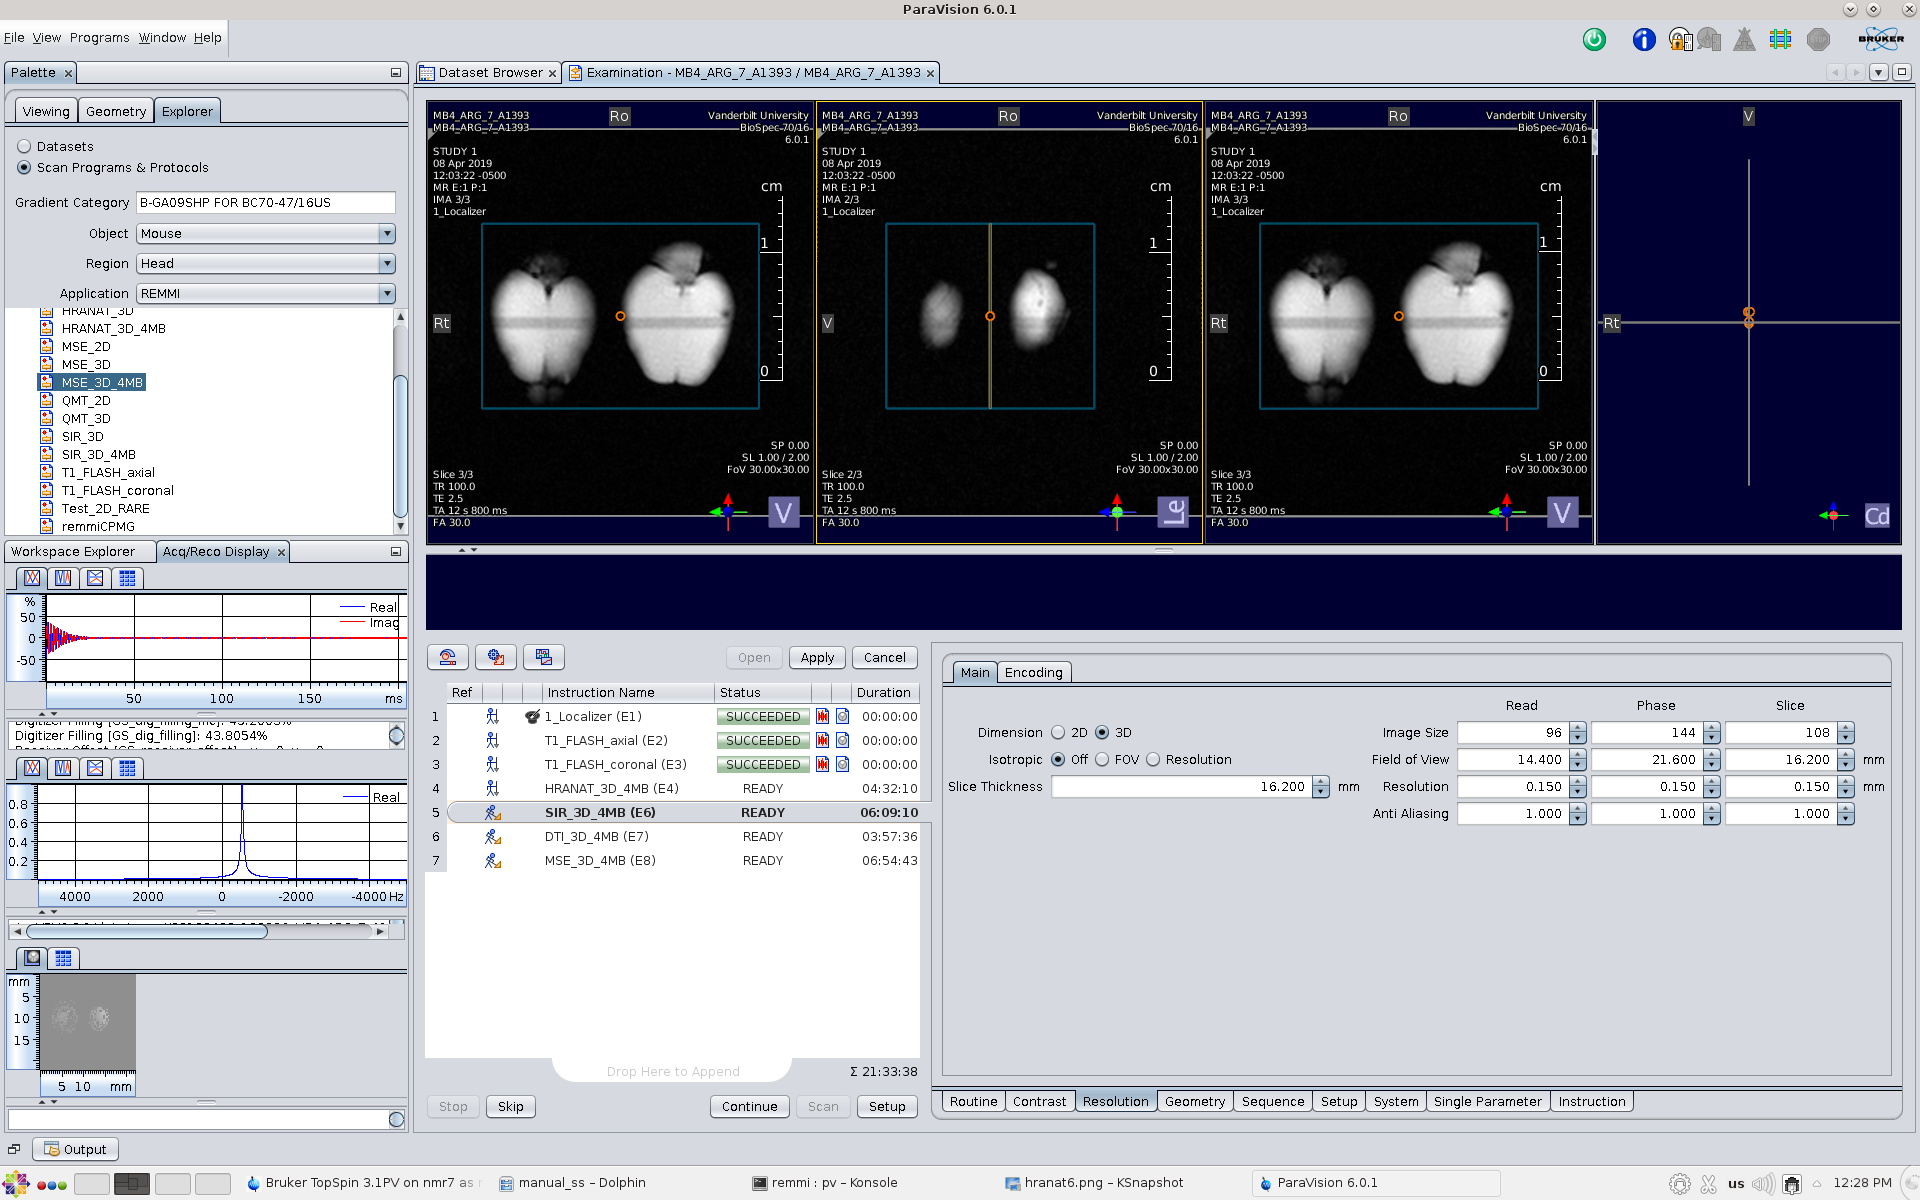 ParaVision 6.0.1
File View Programs Window Help
BRUKER
Palette
Dataset Browser
Examination - MB4_ARG_7_A1393 / MB4_ARG_7_A1393
Viewing Geometry Explorer
Datasets
Scan Programs & Protocols
Gradient Category B-GA09SHP FOR BC70-47/16US
Object Mouse
Region Head
Application REMMI
HRANAT_3D
HRANAT_3D_4MB
MSE_2D
MSE_3D
MSE_3D_4MB
QMT_2D
QMT_3D
SIR_3D
SIR_3D_4MB
T1_FLASH_axial
T1_FLASH_coronal
Test_2D_RARE
remmiCPMG
MB4_ARG_7_A1393 Ro Vanderbilt University
MB4_ARG_7_A1393 BioSpec 70/16
6.0.1
STUDY 1
08 Apr 2019
12:03:22 -0500
MR E:1 P:1
IMA 3/3
1_Localizer
cm
1
0
Rt
SP 0.00
SL 1.00 / 2.00
FoV 30.00x30.00
Slice 3/3
TR 100.0
TE 2.5
TA 12 s 800 ms
FA 30.0
V
MB4_ARG_7_A1393 Ro Vanderbilt University
MB4_ARG_7_A1393 BioSpec 70/16
6.0.1
STUDY 1
08 Apr 2019
12:03:22 -0500
MR E:1 P:1
IMA 2/3
1_Localizer
cm
1
0
V
SP 0.00
SL 1.00 / 2.00
FoV 30.00x30.00
Slice 2/3
TR 100.0
TE 2.5
TA 12 s 800 ms
FA 30.0
Le
MB4_ARG_7_A1393 Ro Vanderbilt University
MB4_ARG_7_A1393 BioSpec 70/16
6.0.1
STUDY 1
08 Apr 2019
12:03:22 -0500
MR E:1 P:1
IMA 3/3
1_Localizer
cm
1
0
Rt
SP 0.00
SL 1.00 / 2.00
FoV 30.00x30.00
Slice 3/3
TR 100.0
TE 2.5
TA 12 s 800 ms
FA 30.0
V
V
Rt
Cd
Workspace Explorer Acq/Reco Display
%
50
0
-50
Real
Imag
50 100 150 ms
Digitizer Filling [GS_dig_filling]: 43.8054%
Real
0.8
0.6
0.4
0.2
4000 2000 0 -2000 -4000 Hz
mm
5
10
15
5 10 mm
Output
Open Apply Cancel
Ref Instruction Name Status Duration
1 1_Localizer (E1) SUCCEEDED 00:00:00
2 T1_FLASH_axial (E2) SUCCEEDED 00:00:00
3 T1_FLASH_coronal (E3) SUCCEEDED 00:00:00
4 HRANAT_3D_4MB (E4) READY 04:32:10
5 SIR_3D_4MB (E6) READY 06:09:10
6 DTI_3D_4MB (E7) READY 03:57:36
7 MSE_3D_4MB (E8) READY 06:54:43
Drop Here to Append
Σ 21:33:38
Stop Skip Continue Scan Setup
Main Encoding
Read Phase Slice
Dimension 2D 3D Image Size 96 144 108
Isotropic Off FOV Resolution Field of View 14.400 21.600 16.200 mm
Slice Thickness 16.200 mm Resolution 0.150 0.150 0.150 mm
Anti Aliasing 1.000 1.000 1.000
Routine Contrast Resolution Geometry Sequence Setup System Single Parameter Instruction
Bruker TopSpin 3.1PV on nmr7 as
manual_ss – Dolphin
remmi : pv – Konsole
hranat6.png – KSnapshot
ParaVision 6.0.1
us
12:28 PM